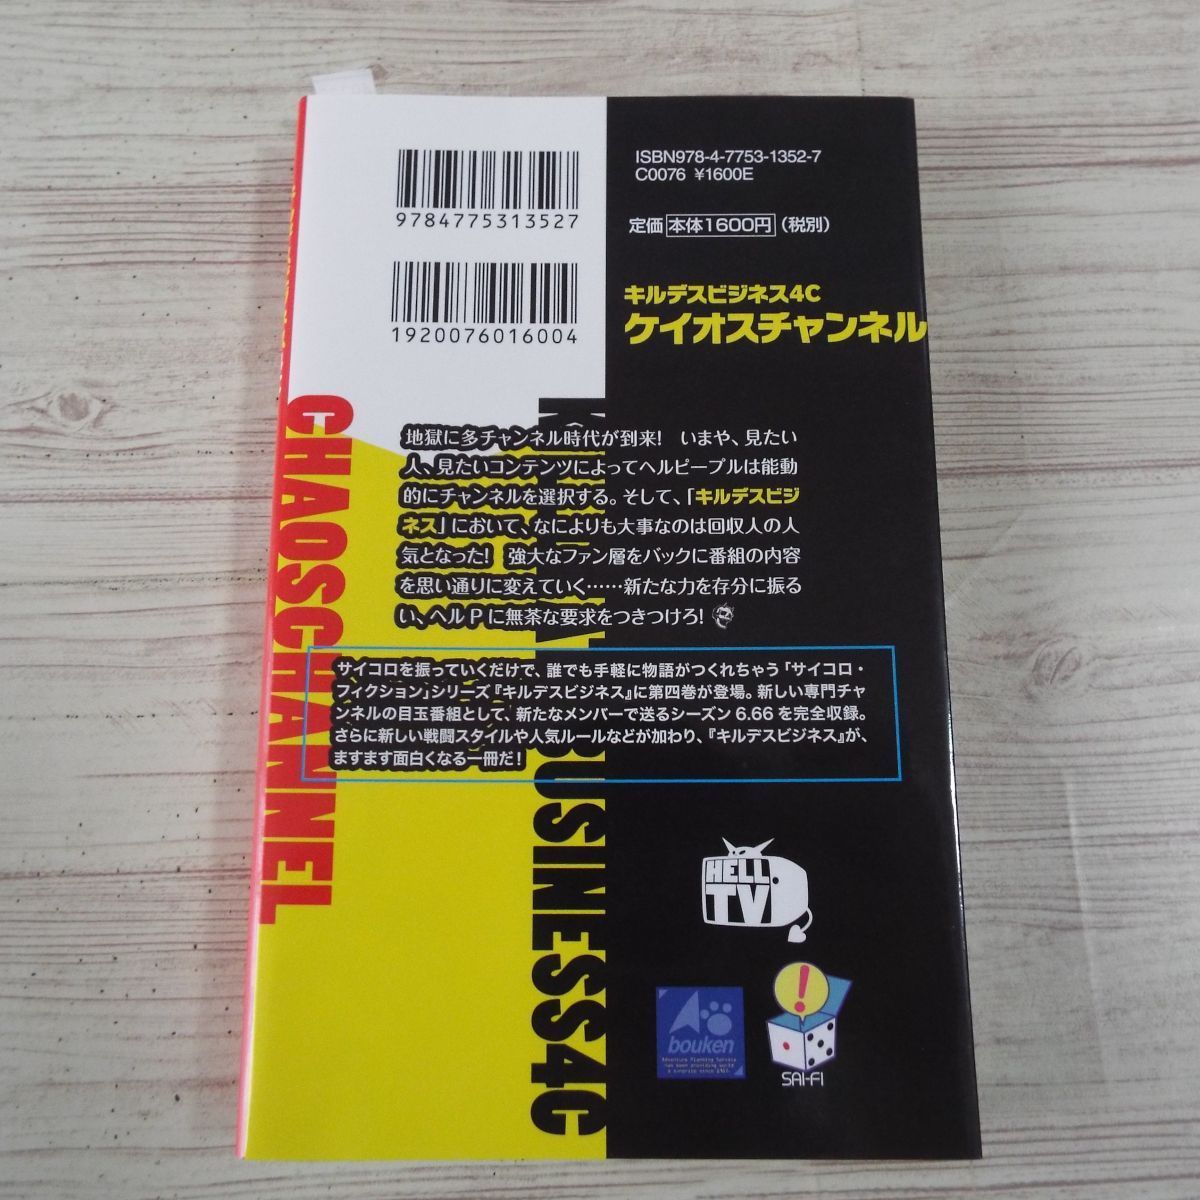 ISBN978-4-7753-1352-7
C0076 ¥1600E
9784775313527
定価 本体1600円 (税別)
1920076016004
キルデスビジネス4C
ケイオスチャンネル
CHAOSCHANNEL
BUSINESS4C
地獄に多チャンネル時代が到来! いまや、見たい
人、見たいコンテンツによってヘルピープルは能動
的にチャンネルを選択する。そして、「キルデスビジ
ネス」において、なによりも大事なのは回収人の人
気となった! 強大なファン層をバックに番組の内容
を思い通りに変えていく……新たな力を存分に振る
い、ヘルPに無茶な要求をつきつけろ!
サイコロを振っていくだけで、誰でも手軽に物語がつくれちゃう「サイコロ・
フィクション」シリーズ『キルデスビジネス』に第四巻が登場。新しい専門チャ
ンネルの目玉番組として、新たなメンバーで送るシーズン6.66を完全収録。
さらに新しい戦闘スタイルや人気ルールなどが加わり、『キルデスビジネス』が、
ますます面白くなる一冊だ!
HELL
TV
bouken
Adventure Planning Service
has been providing world
a surprise since 1987.
SAI-FI